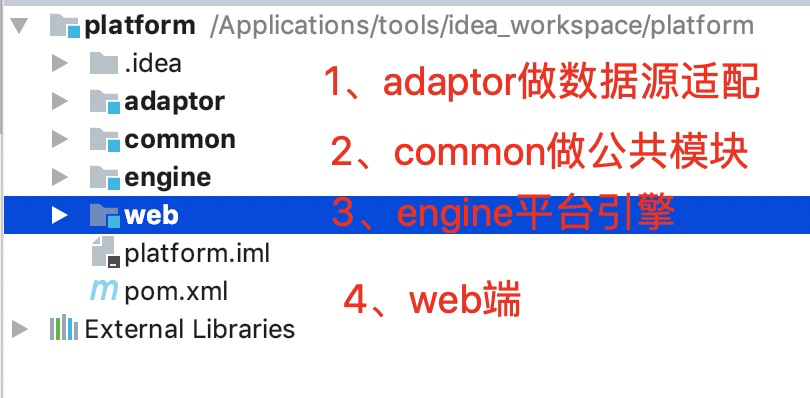 platform /Applications/tools/idea_workspace/platform
.idea
adaptor
1、adaptor做数据源适配
common
2、common做公共模块
engine
web
3、engine平台引擎
platform.iml
pom.xml
4、web端
External Libraries